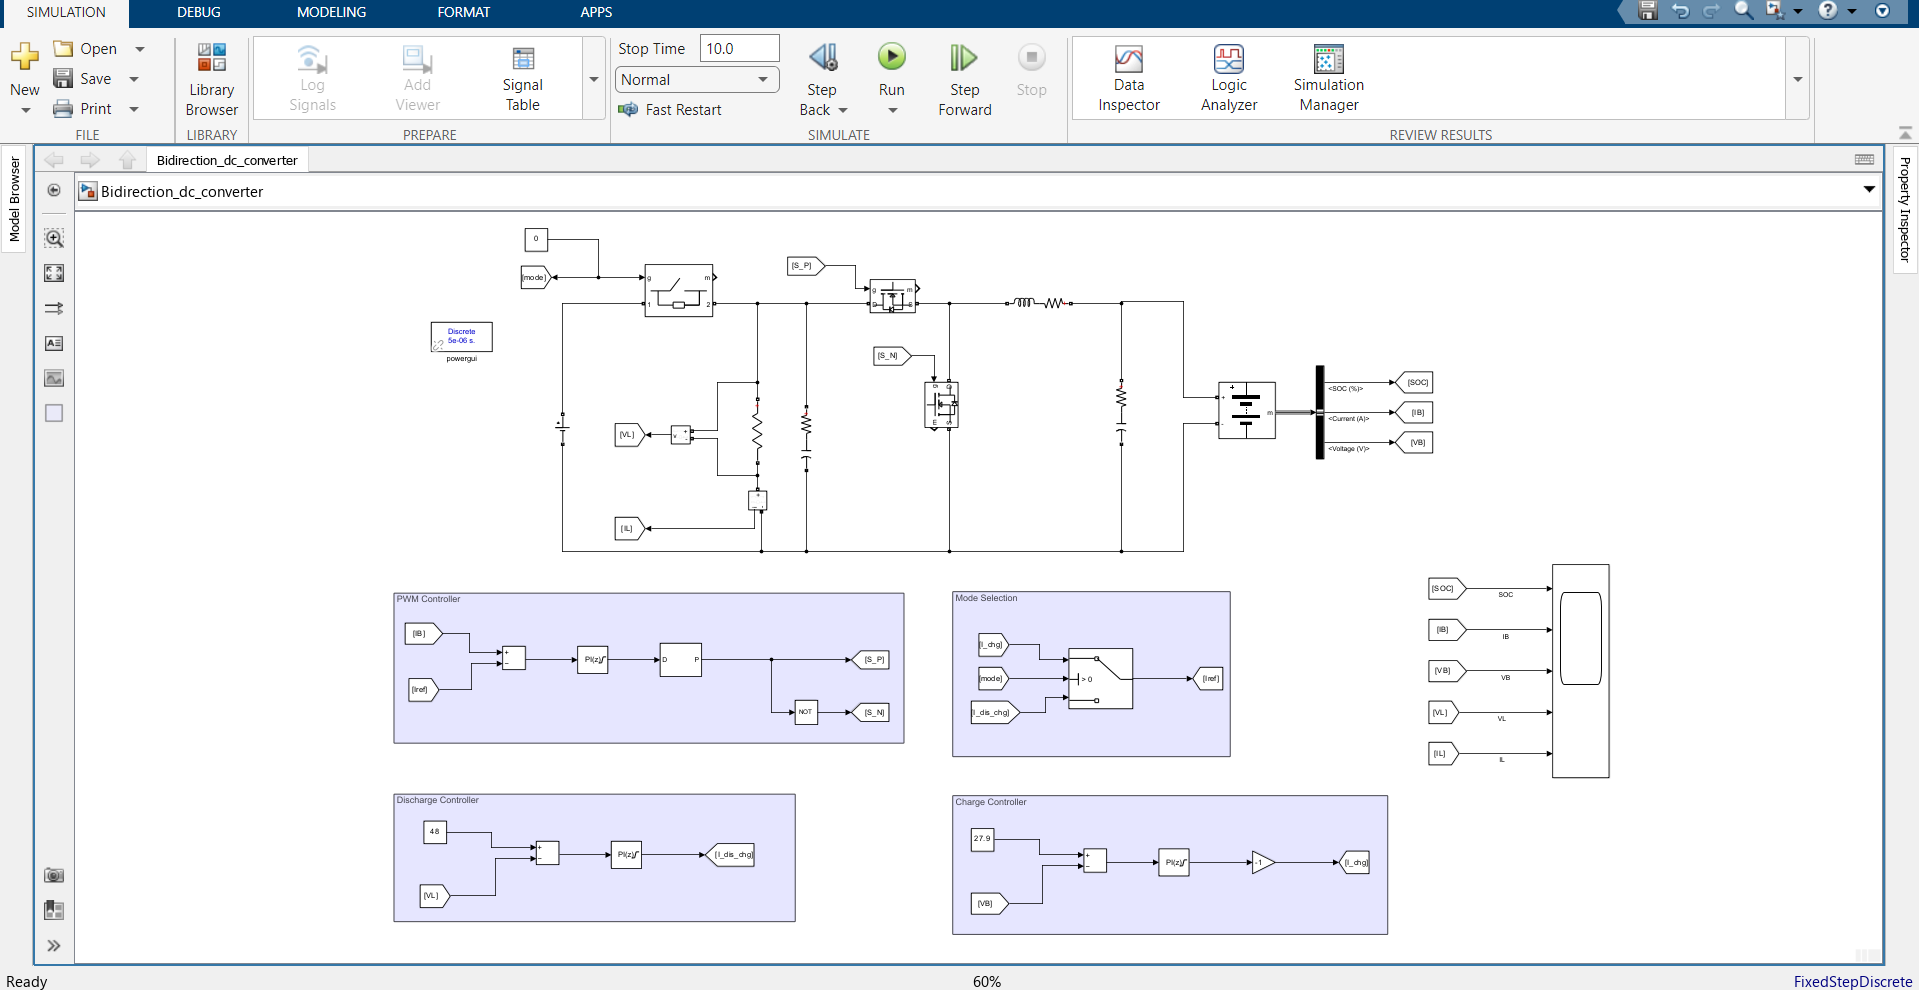 SIMULATION DEBUG MODELING FORMAT APPS
New
Open
Save
Print
FILE
Library
Browser
LIBRARY
Log
Signals
Add
Viewer
Signal
Table
PREPARE
Stop Time 10.0
Normal
Fast Restart
Step
Back
Run
Step
Forward
Stop
SIMULATE
Data
Inspector
Logic
Analyzer
Simulation
Manager
REVIEW RESULTS
Model Browser
Property Inspector
Bidirection_dc_converter
Bidirection_dc_converter
0
[mode]
g
m
1
2
[S_P]
g
m
Discrete
5e-06 s.
powergui
[S_N]
[VL]
v
[IL]
+
-
m
<SOC (%)>
[SOC]
<Current (A)>
[IB]
<Voltage (V)>
[VB]
PWM Controller
[IB]
[Iref]
+
−
PI(z)
D P
[S_P]
NOT
[S_N]
Mode Selection
[I_chg]
[mode]
> 0
[I_dis_chg]
[Iref]
[SOC] SOC
[IB] IB
[VB] VB
[VL] VL
[IL] IL
Discharge Controller
48
+
−
[VL]
PI(z)
[I_dis_chg]
Charge Controller
27.9
+
−
[VB]
PI(z)
-1
[I_chg]
Ready 60% FixedStepDiscrete